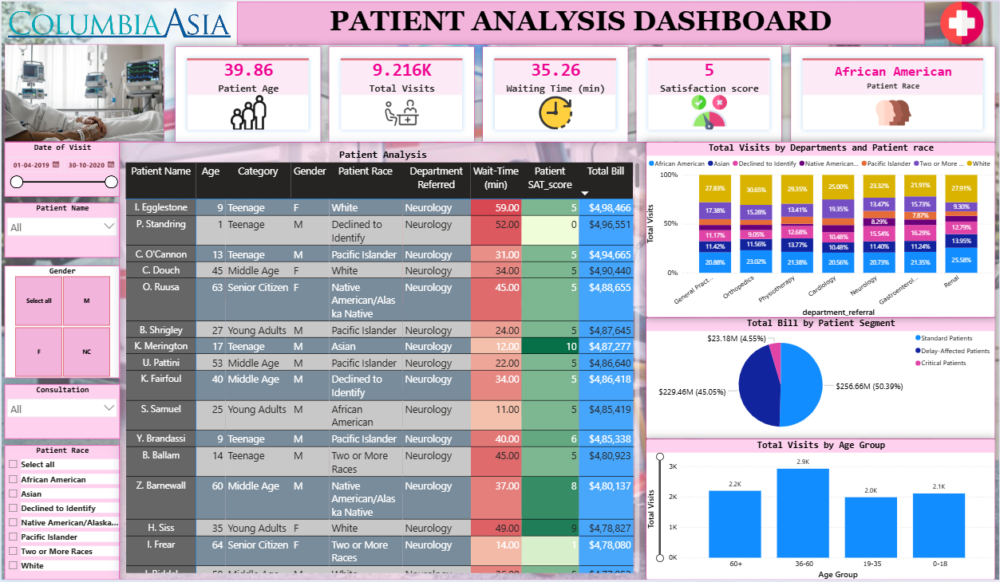 COLUMBIA ASIA
PATIENT ANALYSIS DASHBOARD
39.86
Patient Age
9.216K
Total Visits
35.26
Waiting Time (min)
5
Satisfaction score
African American
Patient Race
Date of Visit
01-04-2019
30-10-2020
Patient Name
All
Gender
Select all
M
F
NC
Consultation
All
Patient Race
Select all
African American
Asian
Declined to Identify
Native American/Alaska...
Pacific Islander
Two or More Races
White
Patient Analysis
Patient Name Age Category Gender Patient Race Department Referred Wait-Time (min) Patient SAT_score Total Bill
I. Egglestone 9 Teenage F White Neurology 59.00 5 $4,98,466
P. Standring 1 Teenage M Declined to Identify Neurology 52.00 0 $4,96,551
C. O'Cannon 13 Teenage M Pacific Islander Neurology 31.00 5 $4,94,665
C. Douch 45 Middle Age F White Neurology 34.00 5 $4,90,440
O. Ruusa 63 Senior Citizen F Native American/Alaska Native Neurology 45.00 5 $4,88,655
B. Shrigley 27 Young Adults M Pacific Islander Neurology 24.00 5 $4,87,645
K. Merington 17 Teenage M Asian Neurology 12.00 10 $4,87,277
U. Pattini 53 Middle Age M Pacific Islander Neurology 22.00 5 $4,86,640
K. Fairfoul 40 Middle Age M Declined to Identify Neurology 34.00 5 $4,86,418
S. Samuel 25 Young Adults M African American Neurology 11.00 5 $4,85,419
Y. Brandassi 9 Teenage M Pacific Islander Neurology 40.00 6 $4,85,338
B. Ballam 14 Teenage M Two or More Races Neurology 45.00 5 $4,80,923
Z. Barnewall 60 Middle Age M Native American/Alaska Native Neurology 37.00 8 $4,80,137
H. Siss 35 Young Adults F White Neurology 49.00 9 $4,78,827
I. Frear 64 Senior Citizen F Two or More Races Neurology 14.00 1 $4,78,080
Total Visits by Departments and Patient race
African American Asian Declined to Identify Native American... Pacific Islander Two or More ... White
Total Visits
100%
50%
0%
27.83% 30.65% 29.35% 25.00% 23.32% 21.91% 27.91%
17.38% 15.28% 13.41% 19.35% 13.47% 15.73% 9.30%
7.87%
8.29%
11.17% 9.05% 12.68% 10.48% 15.54% 16.29% 12.79%
11.42% 11.56% 13.77% 10.48% 11.40% 11.24% 13.95%
20.88% 23.02% 21.38% 20.56% 20.73% 21.35% 25.58%
General Pract... Orthopedics Physiotherapy Cardiology Neurology Gastroenterol... Renal
department_referral
Total Bill by Patient Segment
$23.18M (4.55%)
$229.46M (45.05%)
$256.66M (50.39%)
Standard Patients
Delay-Affected Patients
Critical Patients
Total Visits by Age Group
Total Visits
3K
2K
1K
0K
2.2K 2.9K 2.0K 2.1K
60+ 36-60 19-35 0-18
Age Group